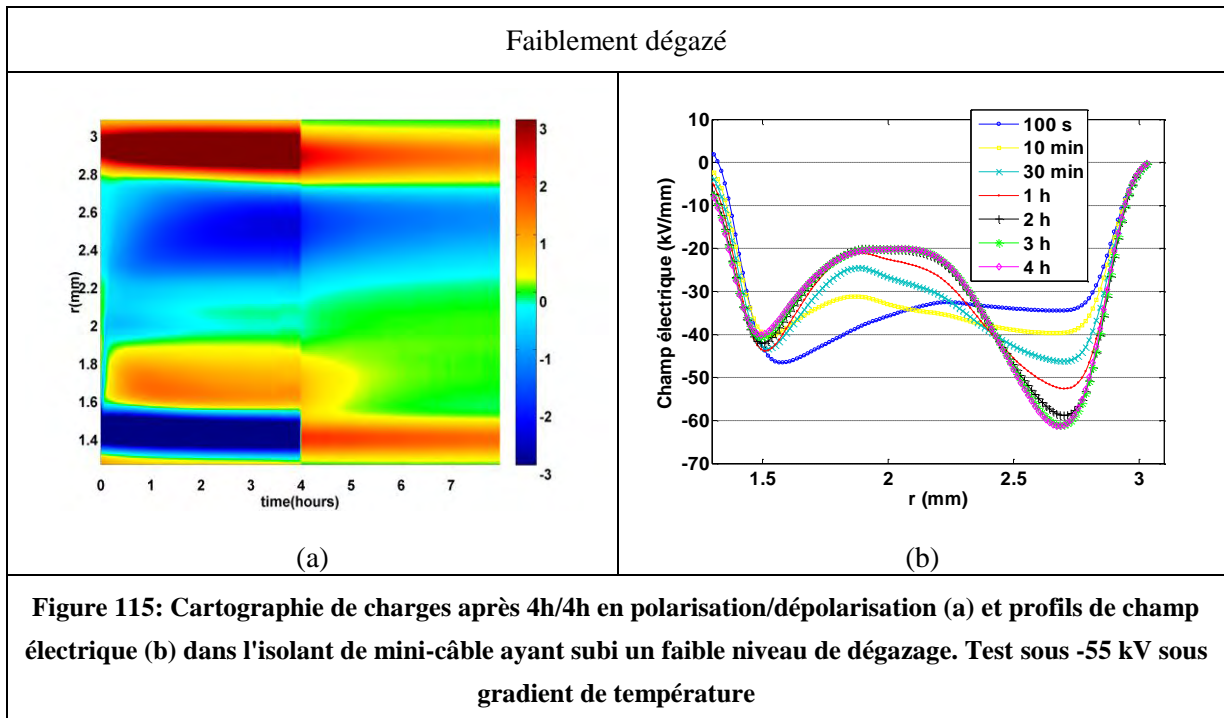 Faiblement dégazé
3
2.8
2.6
2.4
2.2
2
1.8
1.6
1.4
r(mm)
0 1 2 3 4 5 6 7
time(hours)
3
2
1
0
-1
-2
-3
(a)
10
0
-10
-20
-30
-40
-50
-60
-70
Champ électrique (kV/mm)
1.5 2 2.5 3
r (mm)
100 s
10 min
30 min
1 h
2 h
3 h
4 h
(b)
Figure 115: Cartographie de charges après 4h/4h en polarisation/dépolarisation (a) et profils de champ
électrique (b) dans l'isolant de mini-câble ayant subi un faible niveau de dégazage. Test sous -55 kV sous
gradient de température